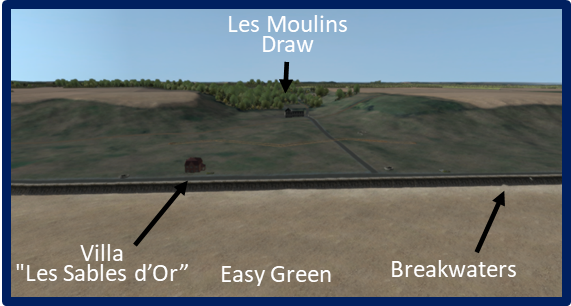 Les Moulins
Draw
Villa
"Les Sables d’Or”
Easy Green
Breakwaters